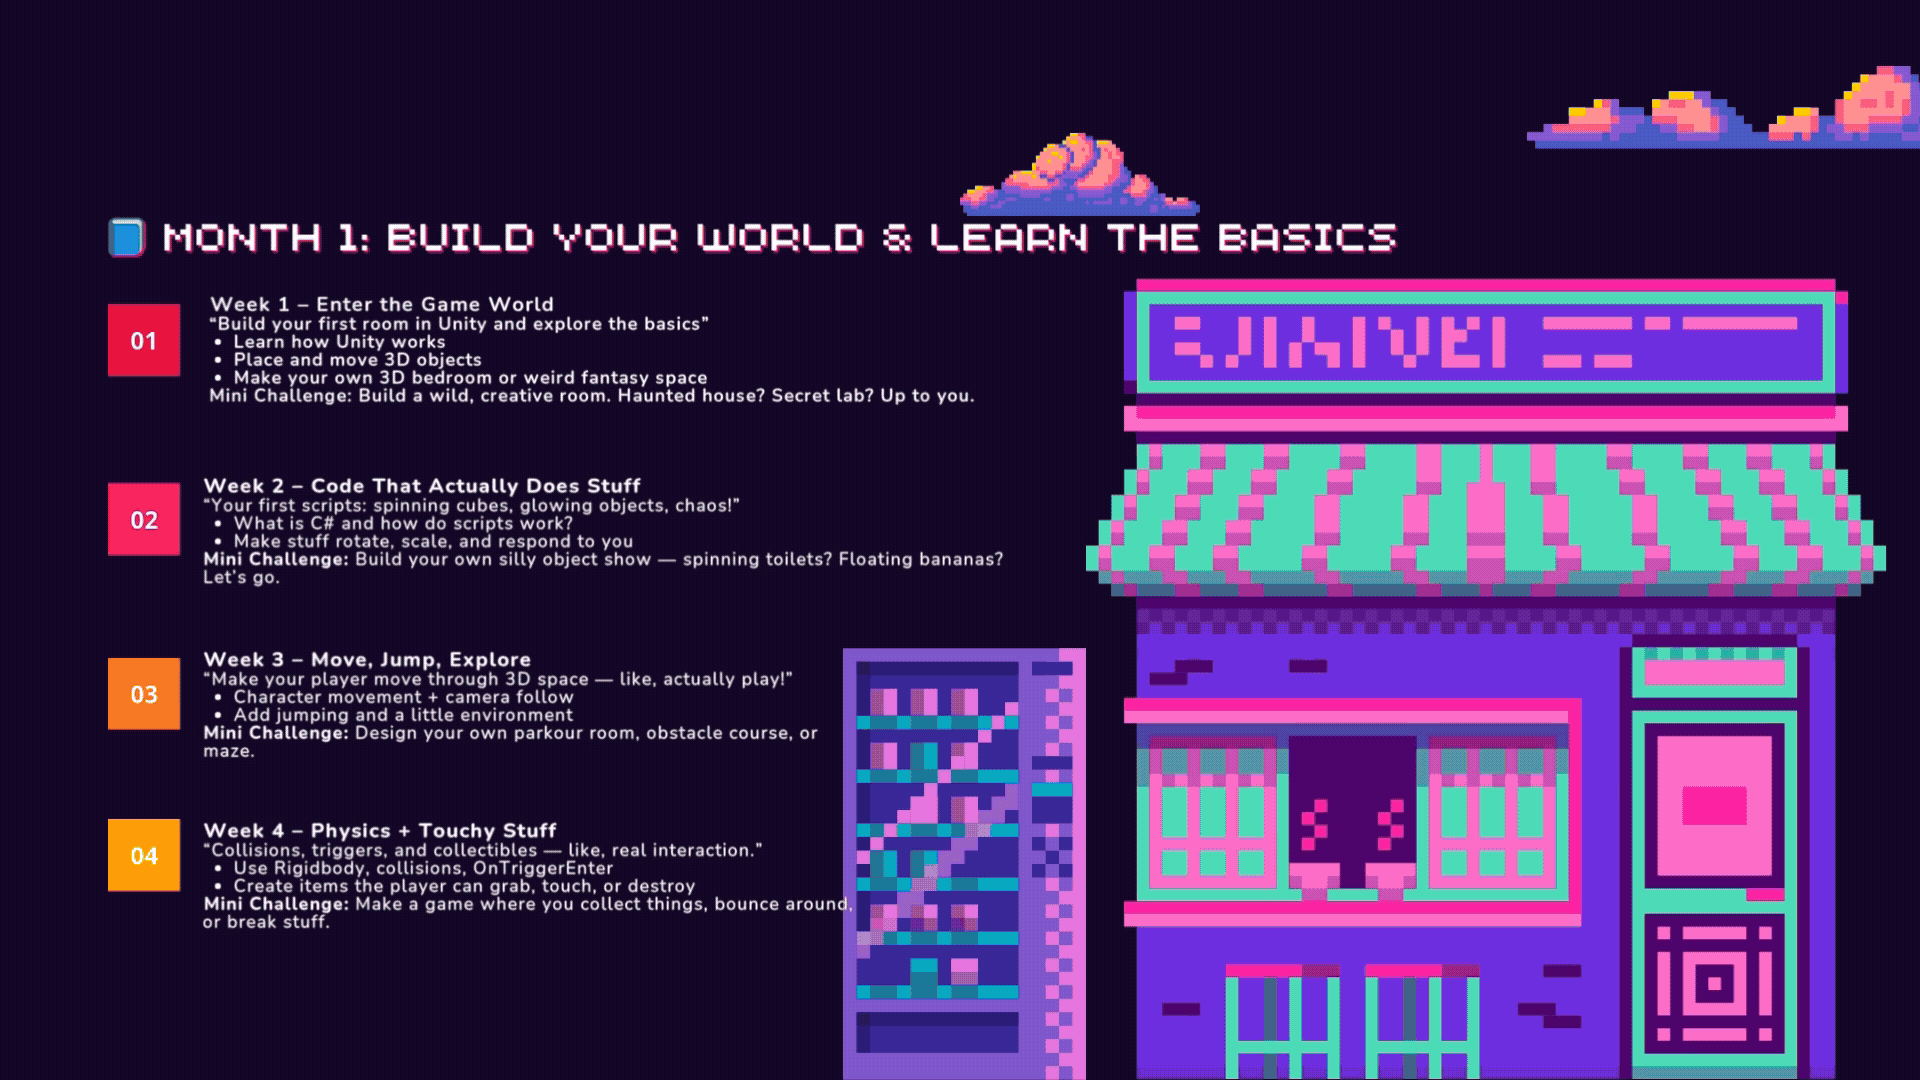 📘 MONTH 1: BUILD YOUR WORLD & LEARN THE BASICS
01
Week 1 – Enter the Game World
“Build your first room in Unity and explore the basics”
• Learn how Unity works
• Place and move 3D objects
• Make your own 3D bedroom or weird fantasy space
Mini Challenge: Build a wild, creative room. Haunted house? Secret lab? Up to you.
02
Week 2 – Code That Actually Does Stuff
“Your first scripts: spinning cubes, glowing objects, chaos!”
• What is C# and how do scripts work?
• Make stuff rotate, scale, and respond to you
Mini Challenge: Build your own silly object show — spinning toilets? Floating bananas?
Let’s go.
03
Week 3 – Move, Jump, Explore
“Make your player move through 3D space — like, actually play!”
• Character movement + camera follow
• Add jumping and a little environment
Mini Challenge: Design your own parkour room, obstacle course, or
maze.
04
Week 4 – Physics + Touchy Stuff
“Collisions, triggers, and collectibles — like, real interaction.”
• Use Rigidbody, collisions, OnTriggerEnter
• Create items the player can grab, touch, or destroy
Mini Challenge: Make a game where you collect things, bounce around,
or break stuff.